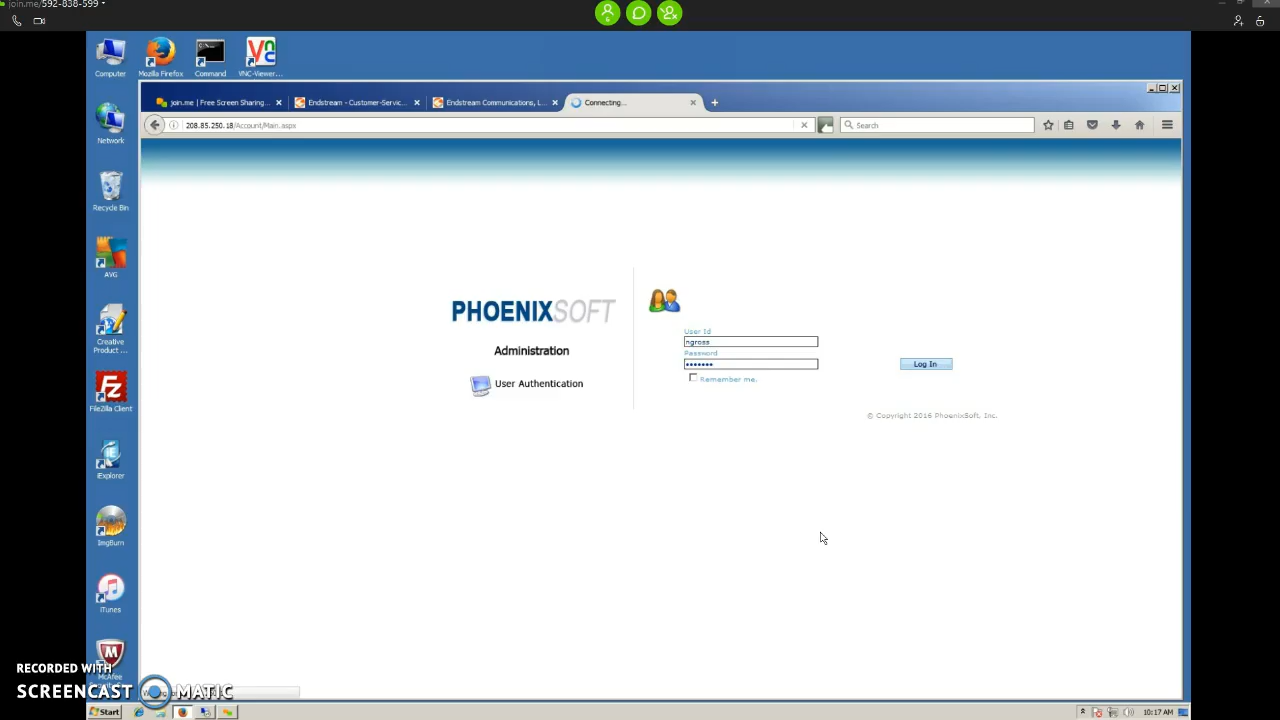 join.me/592-838-599
Computer
Mozilla Firefox
Command
VNC-Viewer...
join.me | Free Screen Sharing...
Endstream - Customer-Servic...
Endstream Communications, L...
Connecting...
208.85.250.18/Account/Main.aspx
Search
Network
Recycle Bin
AVG
Creative
Product ...
FileZilla Client
iExplorer
ImgBurn
iTunes
McAfee
PHOENIXSOFT
Administration
User Authentication
User Id
ngross
Password
•••••••
Remember me.
Log In
© Copyright 2016 PhoenixSoft, Inc.
RECORDED WITH
SCREENCAST MATIC
Start
10:17 AM